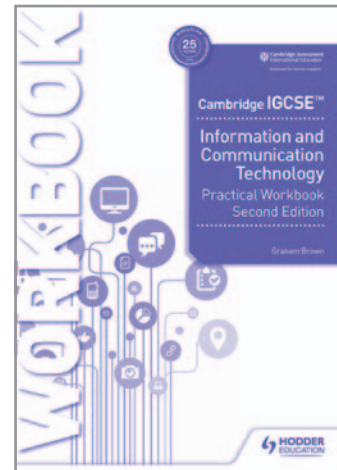 WORKBOOK
25
Cambridge Assessment
International Education
Cambridge IGCSE™
Information and
Communication
Technology
Practical Workbook
Second Edition
Graham Brown
HODDER
EDUCATION